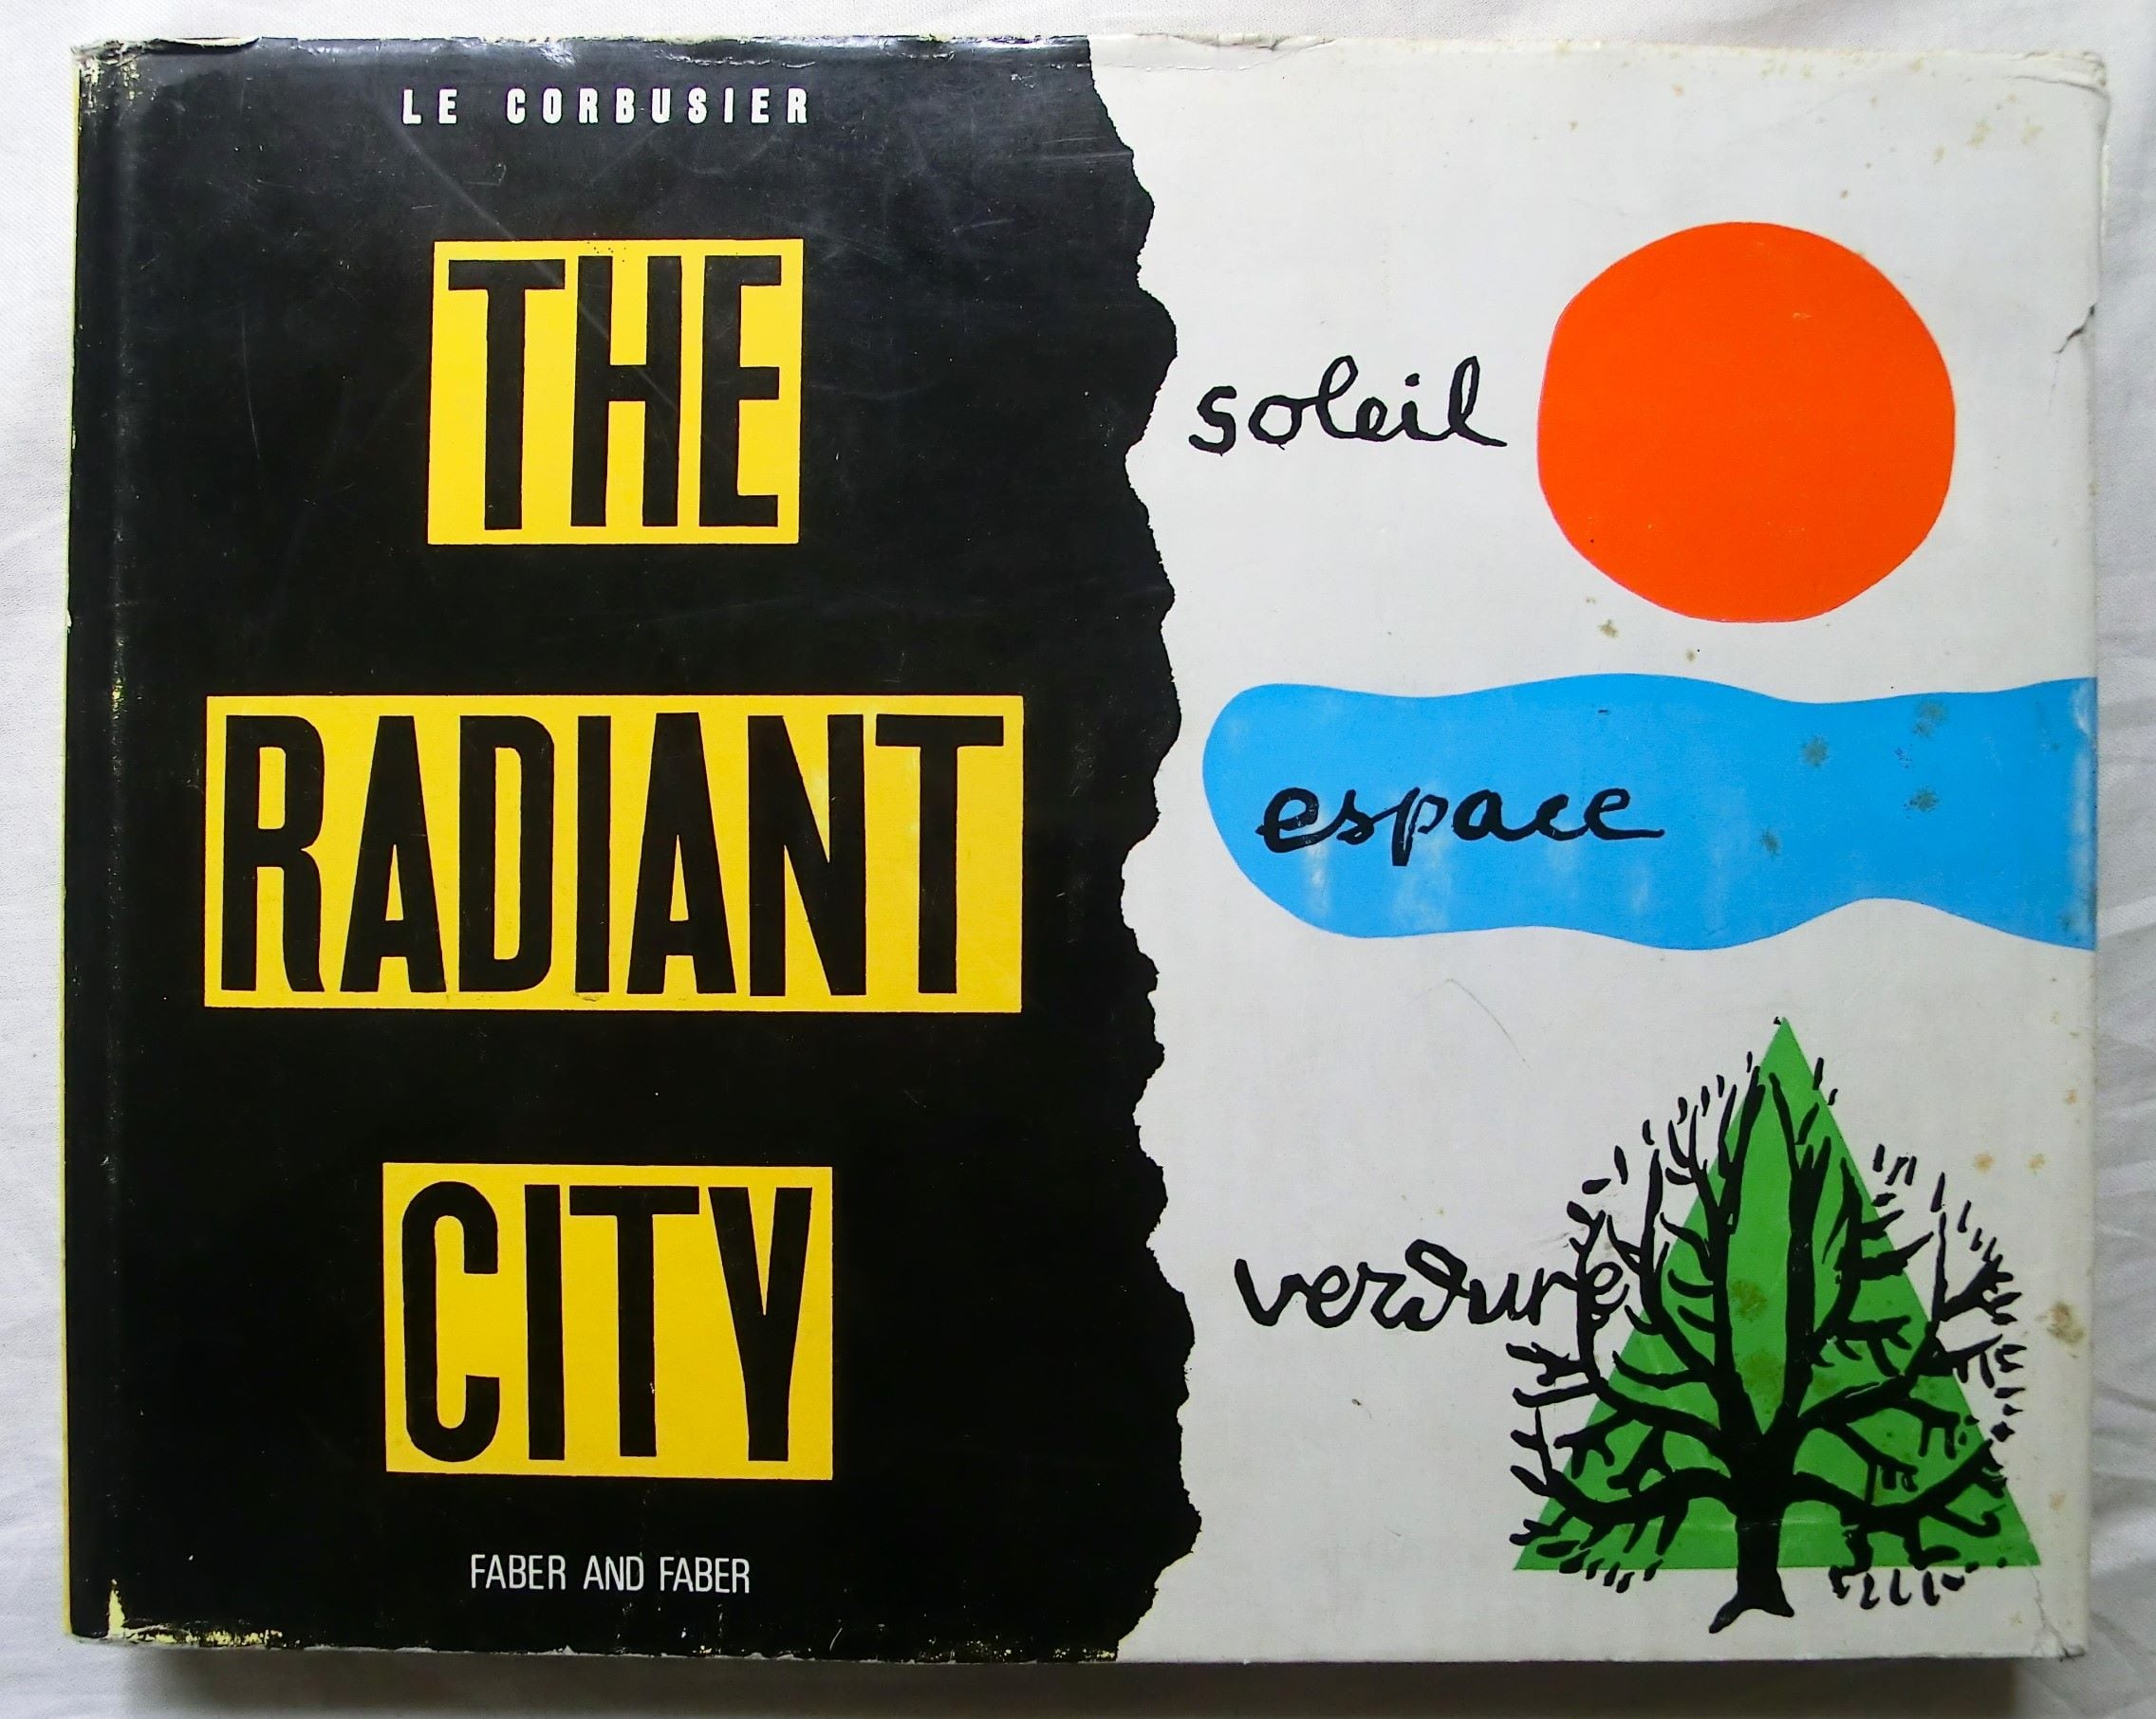 LE CORBUSIER
THE
RADIANT
CITY
FABER AND FABER
soleil
espace
verdure